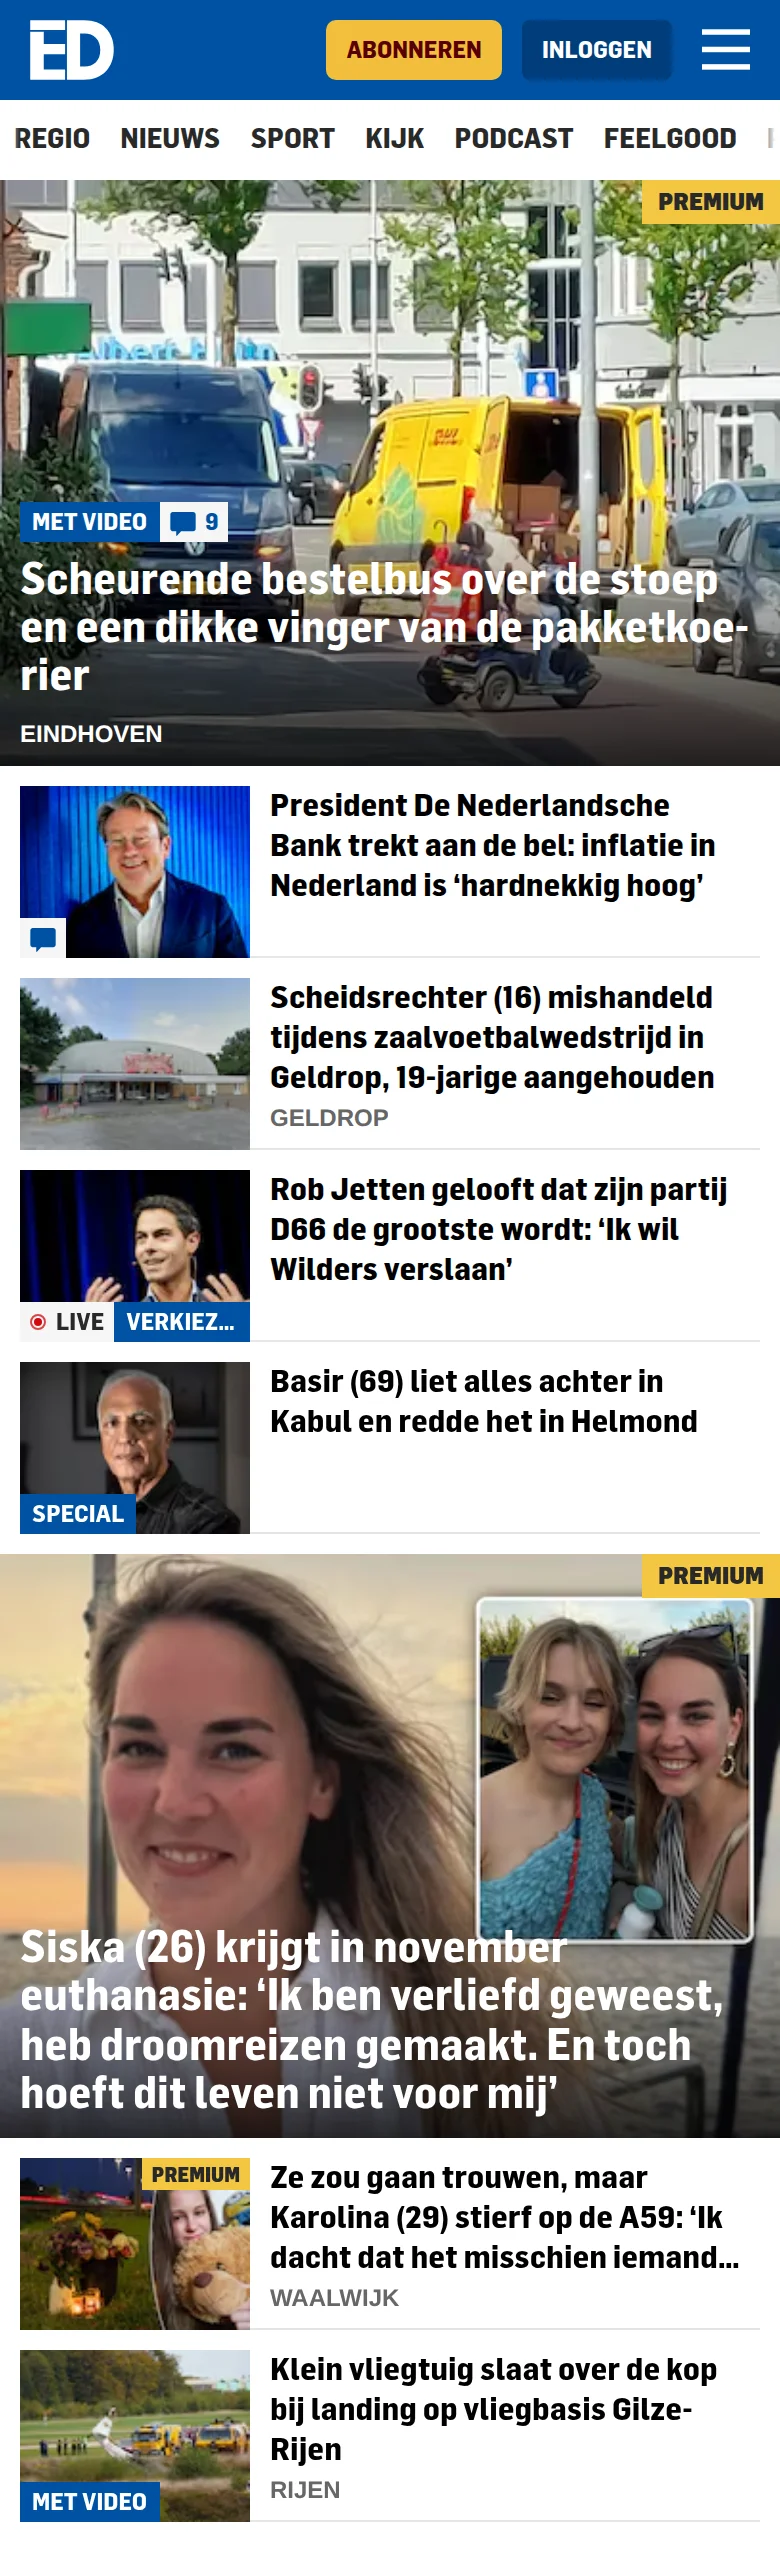 ED
ABONNEREN
INLOGGEN
REGIO NIEUWS SPORT KIJK PODCAST FEELGOOD
PREMIUM
MET VIDEO 9
Scheurende bestelbus over de stoep
en een dikke vinger van de pakketkoe-
rier
EINDHOVEN
President De Nederlandsche
Bank trekt aan de bel: inflatie in
Nederland is ‘hardnekkig hoog’
Scheidsrechter (16) mishandeld
tijdens zaalvoetbalwedstrijd in
Geldrop, 19-jarige aangehouden
GELDROP
Rob Jetten gelooft dat zijn partij
D66 de grootste wordt: ‘Ik wil
Wilders verslaan’
LIVE VERKIEZ...
Basir (69) liet alles achter in
Kabul en redde het in Helmond
SPECIAL
PREMIUM
Siska (26) krijgt in november
euthanasie: ‘Ik ben verliefd geweest,
heb droomreizen gemaakt. En toch
hoeft dit leven niet voor mij’
PREMIUM
Ze zou gaan trouwen, maar
Karolina (29) stierf op de A59: ‘Ik
dacht dat het misschien iemand...
WAALWIJK
Klein vliegtuig slaat over de kop
bij landing op vliegbasis Gilze-
Rijen
RIJEN
MET VIDEO